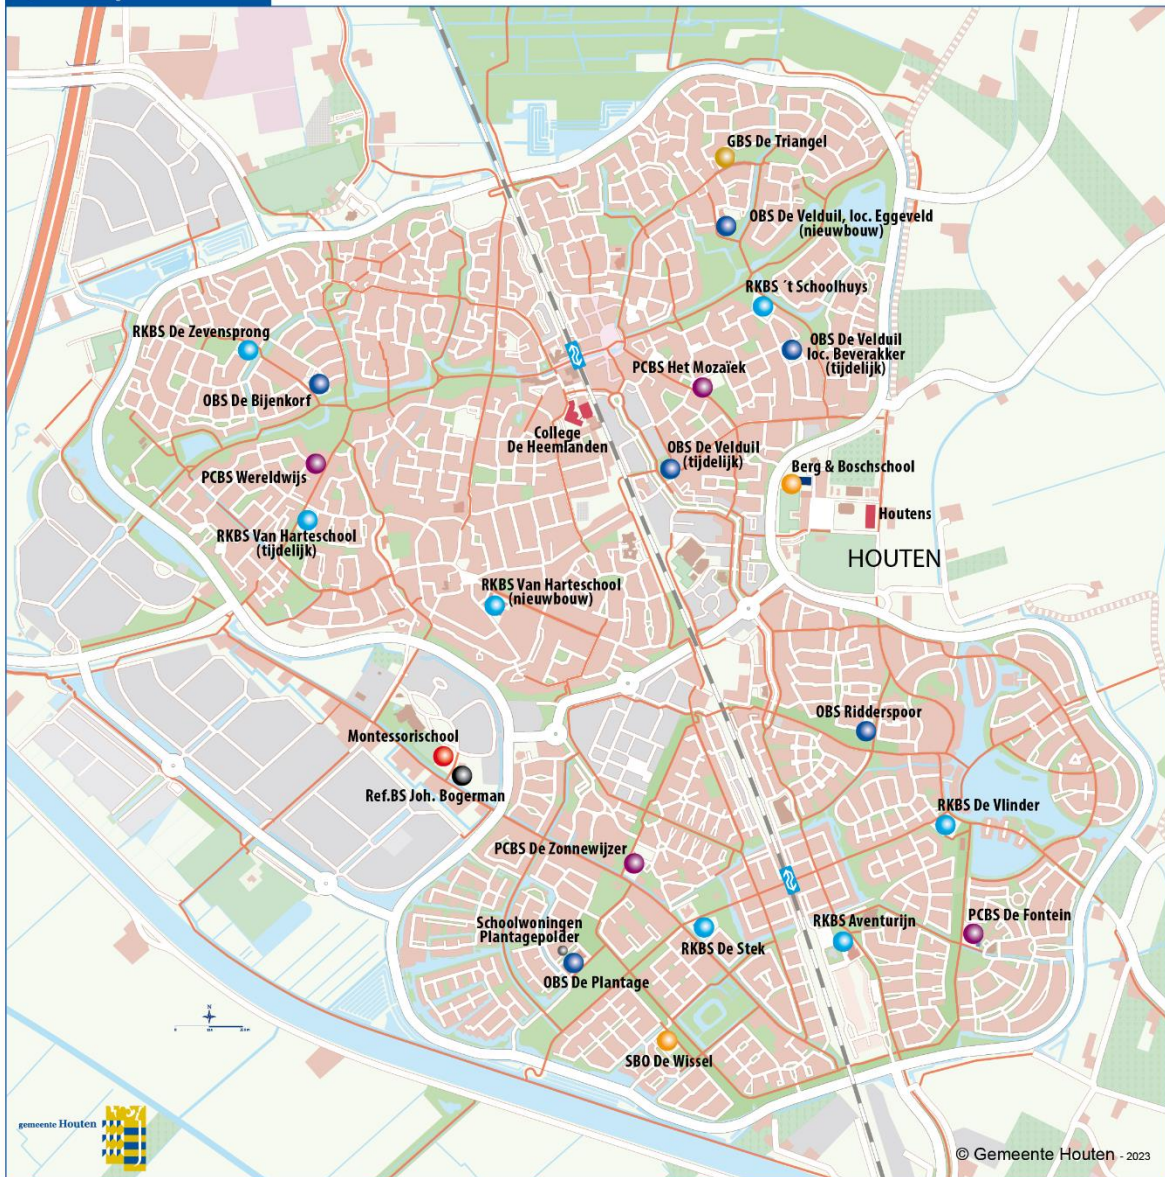 GBS De Triangel
OBS De Velduil, loc. Eggeveld
(nieuwbouw)
RKBS ´t Schoolhuys
RKBS De Zevensprong
OBS De Velduil
loc. Beverakker
(tijdelijk)
PCBS Het Mozaïek
OBS De Bijenkorf
College
De Heemlanden
OBS De Velduil
(tijdelijk)
PCBS Wereldwijs
Berg & Boschschool
Houtens
RKBS Van Harteschool
(tijdelijk)
HOUTEN
RKBS Van Harteschool
(nieuwbouw)
OBS Ridderspoor
Montessorischool
Ref.BS Joh. Bogerman
RKBS De Vlinder
PCBS De Zonnewijzer
Schoolwoningen
Plantagepolder
RKBS Aventurijn
PCBS De Fontein
RKBS De Stek
OBS De Plantage
N
SBO De Wissel
gemeente Houten
© Gemeente Houten - 2023